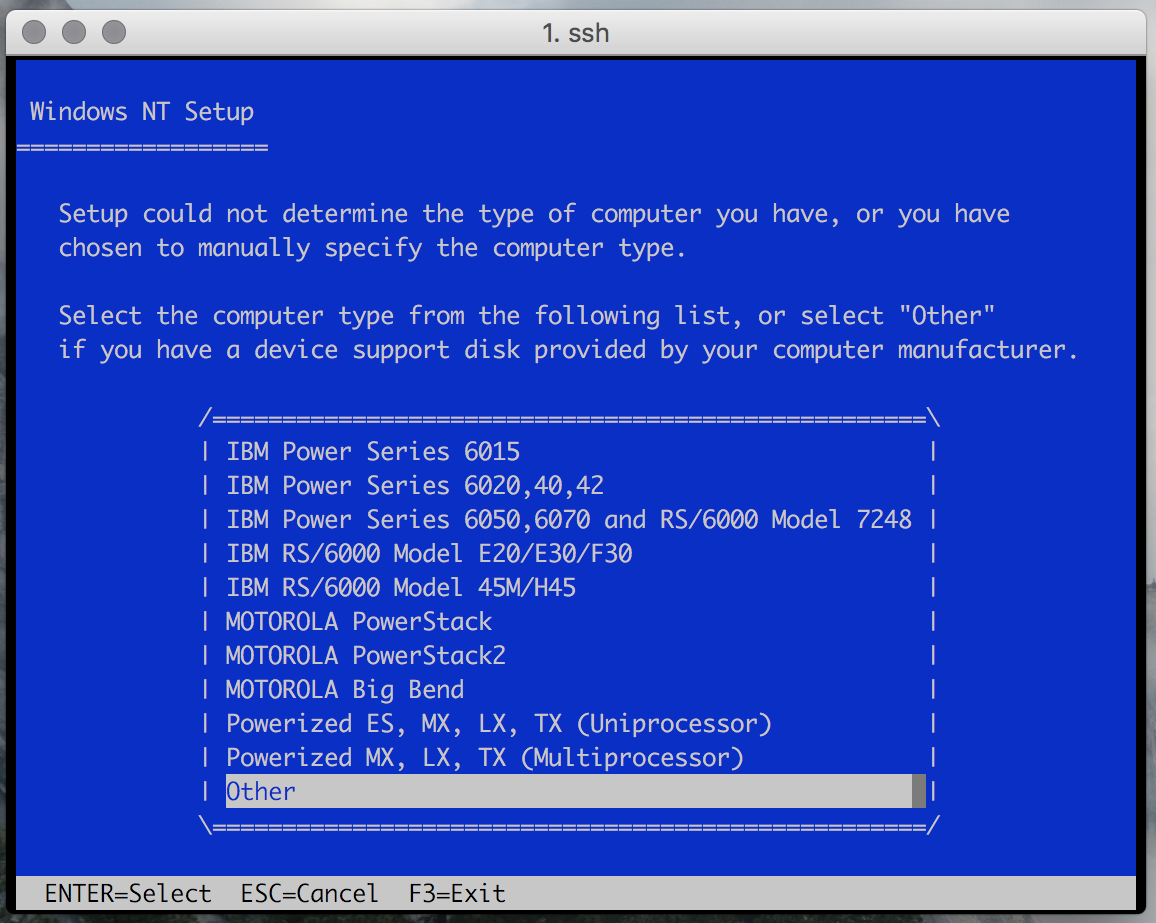 1. ssh
Windows NT Setup
==================
Setup could not determine the type of computer you have, or you have
chosen to manually specify the computer type.
Select the computer type from the following list, or select "Other"
if you have a device support disk provided by your computer manufacturer.
/===================================================\
| IBM Power Series 6015 |
| IBM Power Series 6020,40,42 |
| IBM Power Series 6050,6070 and RS/6000 Model 7248 |
| IBM RS/6000 Model E20/E30/F30 |
| IBM RS/6000 Model 45M/H45 |
| MOTOROLA PowerStack |
| MOTOROLA PowerStack2 |
| MOTOROLA Big Bend |
| Powerized ES, MX, LX, TX (Uniprocessor) |
| Powerized MX, LX, TX (Multiprocessor) |
| Other |
\===================================================/
ENTER=Select ESC=Cancel F3=Exit